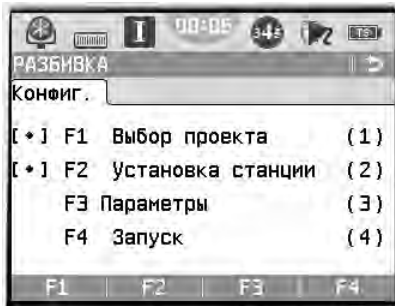 I 00:05
РАЗБИВКА
Конфиг.
[♦] F1 Выбор проекта (1)
[♦] F2 Установка станции (2)
F3 Параметры (3)
F4 Запуск (4)
F1 F2 F3 F4